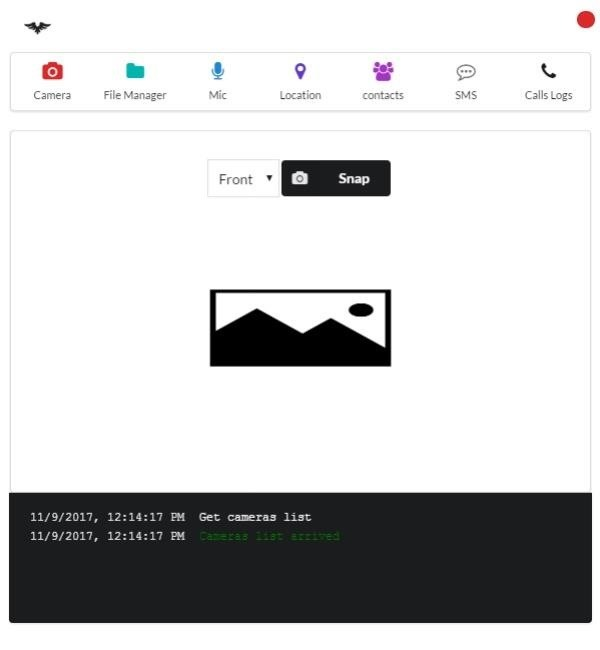 Camera File Manager Mic Location contacts SMS Calls Logs
Front Snap
11/9/2017, 12:14:17 PM Get cameras list
11/9/2017, 12:14:17 PM Cameras list arrived